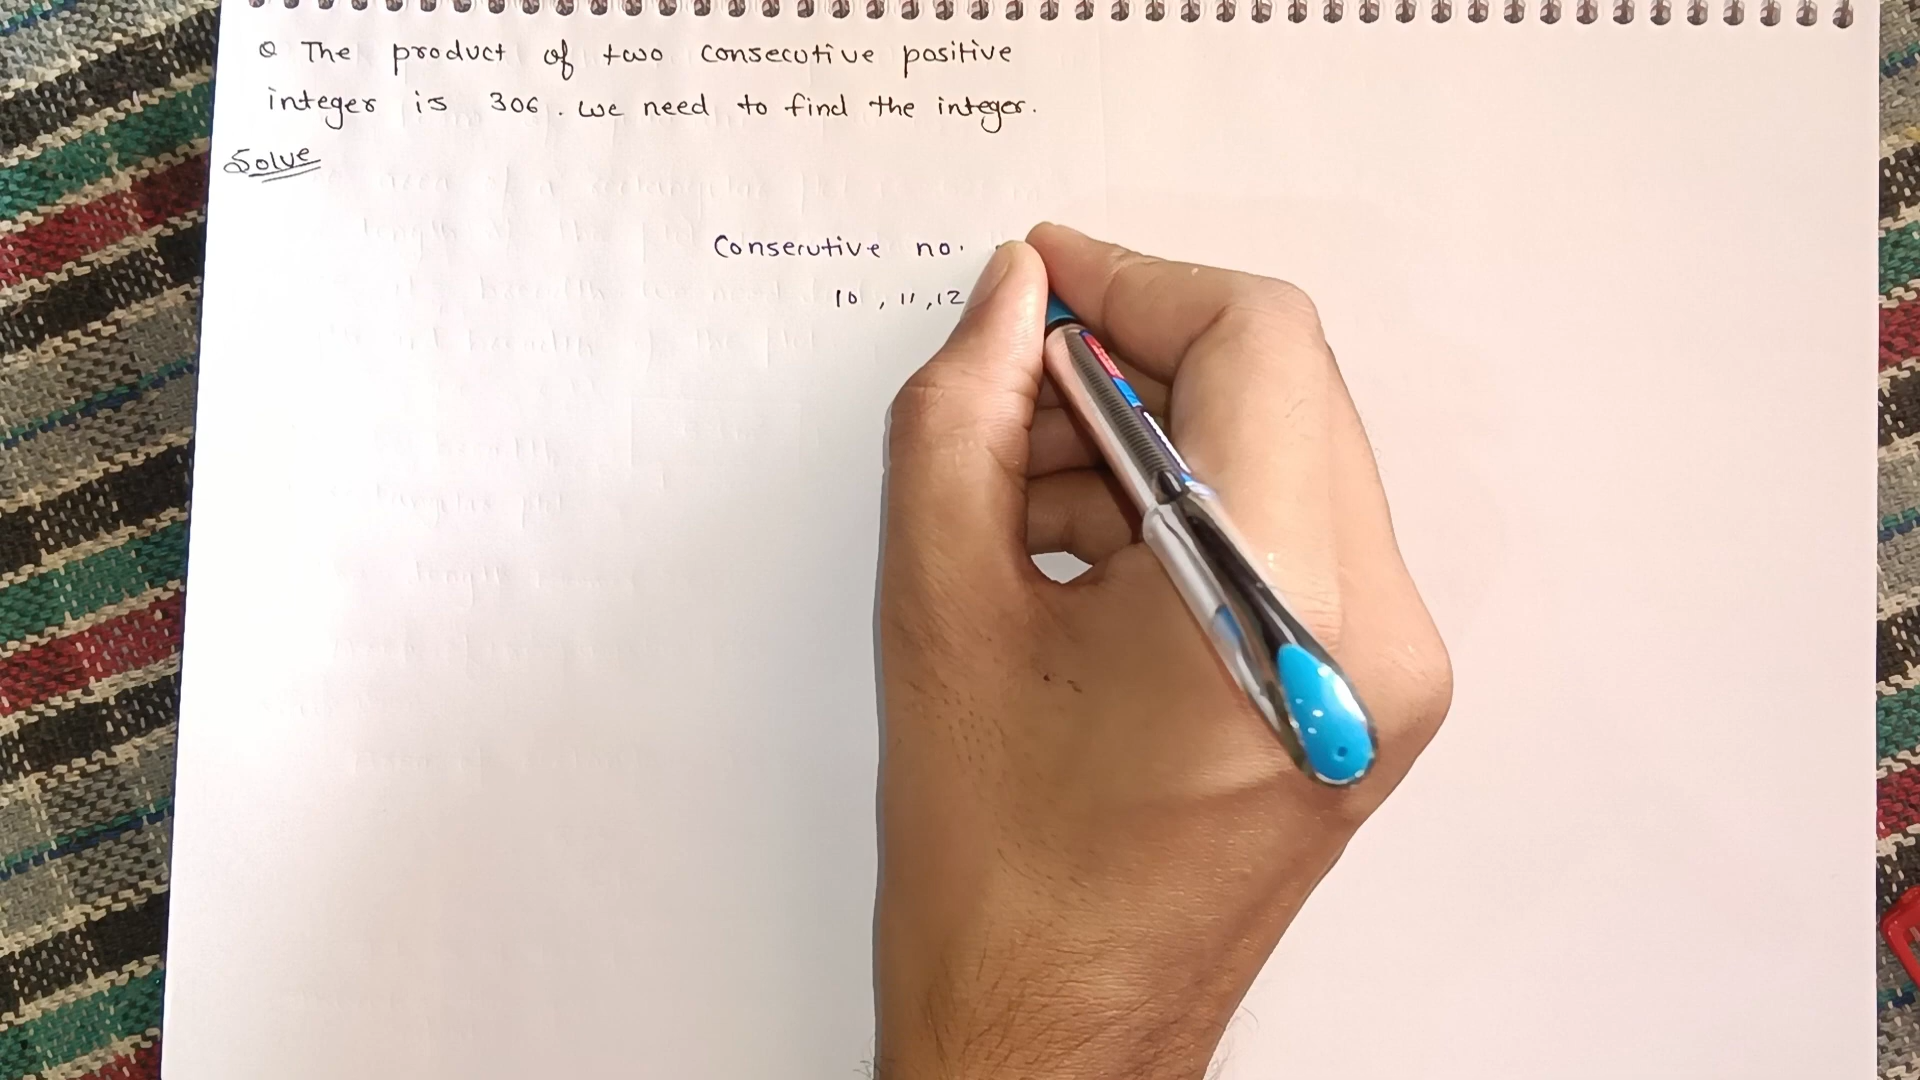 Q The product of two consecutive positive
integer is 306. we need to find the integer.
Solve
Consecutive no.
10, 11, 12